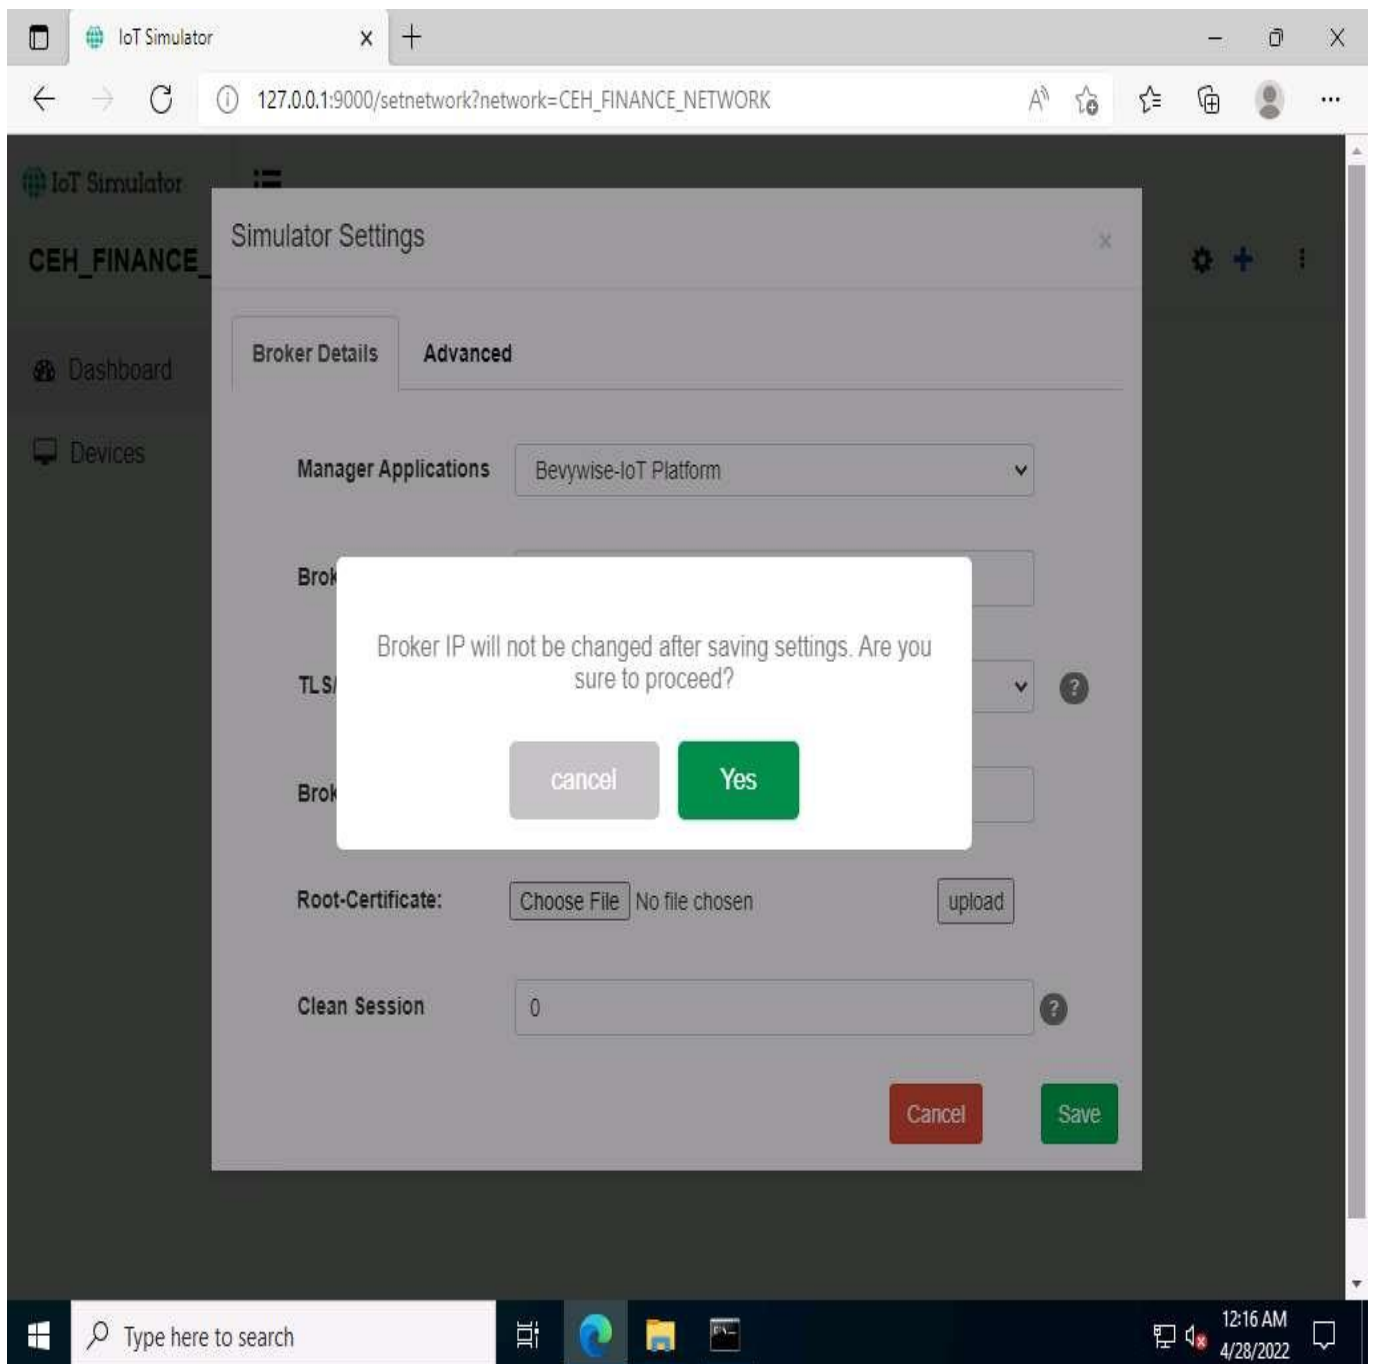 IoT Simulator
127.0.0.1:9000/setnetwork?network=CEH_FINANCE_NETWORK
IoT Simulator
Simulator Settings
CEH_FINANCE_
Broker Details Advanced
Dashboard
Devices
Manager Applications Bevywise-IoT Platform
Brok
Broker IP will not be changed after saving settings. Are you
sure to proceed?
TLS/
cancel Yes
Brok
Root-Certificate: Choose File No file chosen upload
Clean Session 0
Cancel Save
Type here to search
12:16 AM
4/28/2022